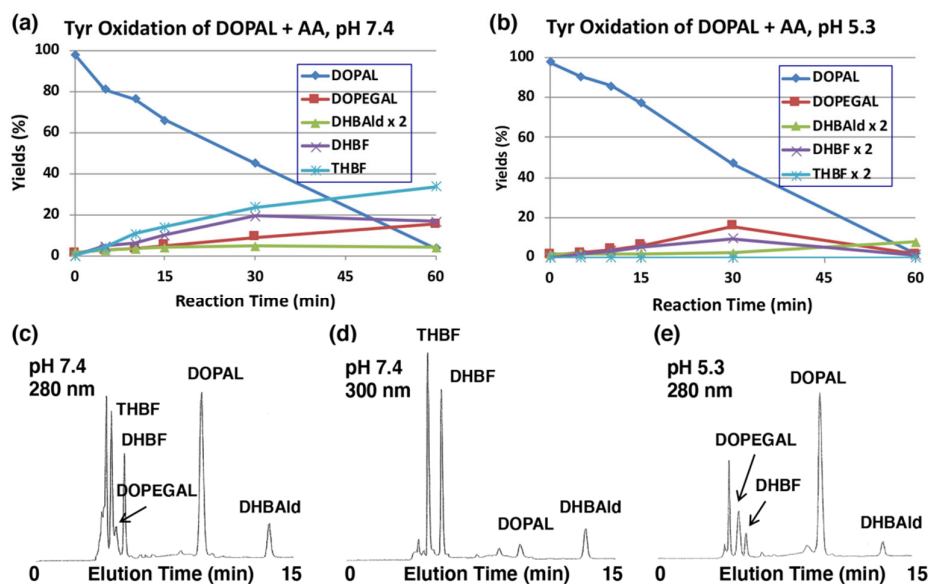 (a) Tyr Oxidation of DOPAL + AA, pH 7.4
Yields (%)
100
80
60
40
20
0
DOPAL
DOPEGAL
DHBAld x 2
DHBF
THBF
0 15 30 45 60
Reaction Time (min)
(b) Tyr Oxidation of DOPAL + AA, pH 5.3
Yields (%)
100
80
60
40
20
0
DOPAL
DOPEGAL
DHBAld x 2
DHBF x 2
THBF x 2
0 15 30 45 60
Reaction Time (min)
(c)
pH 7.4
280 nm
THBF
DHBF
DOPEGAL
DOPAL
DHBAld
0 Elution Time (min) 15
(d)
pH 7.4
300 nm
THBF
DHBF
DOPAL
DHBAld
0 Elution Time (min) 15
(e)
pH 5.3
280 nm
DOPAL
DOPEGAL
DHBF
DHBAld
0 Elution Time (min) 15